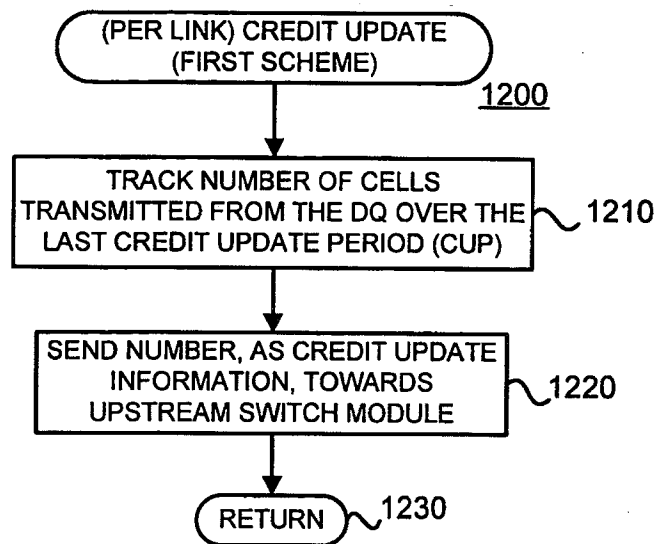 (PER LINK) CREDIT UPDATE
(FIRST SCHEME)
1200
TRACK NUMBER OF CELLS
TRANSMITTED FROM THE DQ OVER THE
LAST CREDIT UPDATE PERIOD (CUP)
1210
SEND NUMBER, AS CREDIT UPDATE
INFORMATION, TOWARDS
UPSTREAM SWITCH MODULE
1220
RETURN
1230